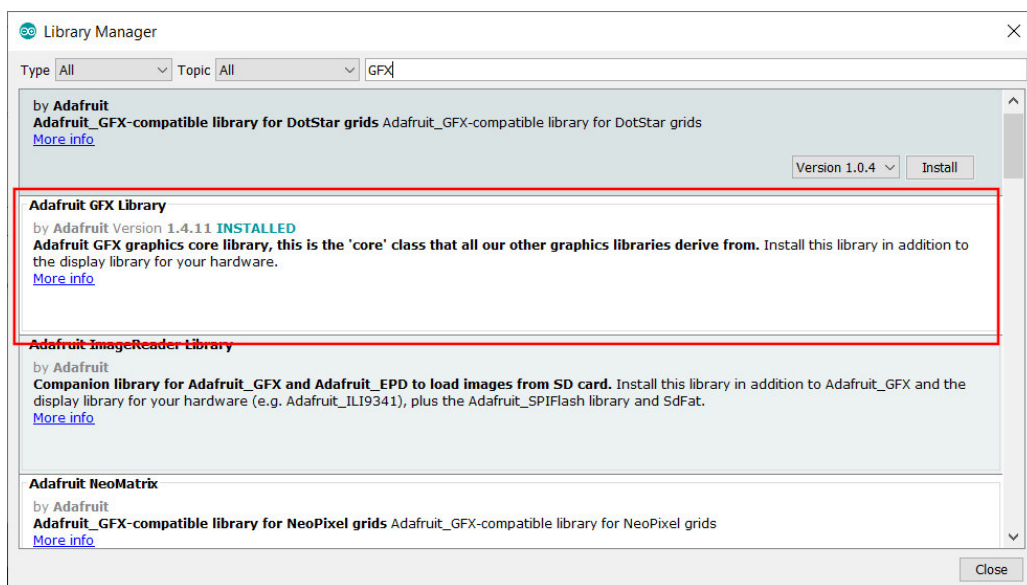 Library Manager
Type All Topic All GFX
by Adafruit
Adafruit_GFX-compatible library for DotStar grids Adafruit_GFX-compatible library for DotStar grids
More info
Version 1.0.4 Install
Adafruit GFX Library
by Adafruit Version 1.4.11 INSTALLED
Adafruit GFX graphics core library, this is the 'core' class that all our other graphics libraries derive from. Install this library in addition to
the display library for your hardware.
More info
Adafruit ImageReader Library
by Adafruit
Companion library for Adafruit_GFX and Adafruit_EPD to load images from SD card. Install this library in addition to Adafruit_GFX and the
display library for your hardware (e.g. Adafruit_ILI9341), plus the Adafruit_SPIFlash library and SdFat.
More info
Adafruit NeoMatrix
by Adafruit
Adafruit_GFX-compatible library for NeoPixel grids Adafruit_GFX-compatible library for NeoPixel grids
More info
Close